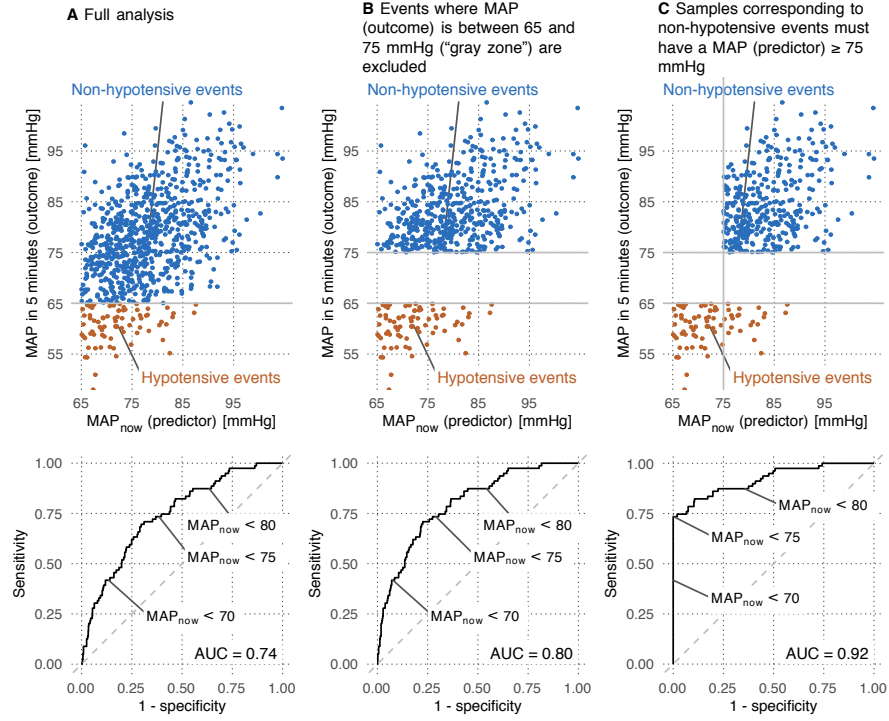 A Full analysis
B Events where MAP
(outcome) is between 65 and
75 mmHg (“gray zone”) are
excluded
C Samples corresponding to
non-hypotensive events must
have a MAP (predictor) ≥ 75
mmHg
Non-hypotensive events
MAP in 5 minutes (outcome) [mmHg]
95
85
75
65
55
Hypotensive events
65 75 85 95
MAPnow (predictor) [mmHg]
Non-hypotensive events
MAP in 5 minutes (outcome) [mmHg]
95
85
75
65
55
Hypotensive events
65 75 85 95
MAPnow (predictor) [mmHg]
Non-hypotensive events
MAP in 5 minutes (outcome) [mmHg]
95
85
75
65
55
Hypotensive events
65 75 85 95
MAPnow (predictor) [mmHg]
Sensitivity
1.00
0.75
0.50
0.25
0.00
MAPnow < 80
MAPnow < 75
MAPnow < 70
AUC = 0.74
0.00 0.25 0.50 0.75 1.00
1 - specificity
Sensitivity
1.00
0.75
0.50
0.25
0.00
MAPnow < 80
MAPnow < 75
MAPnow < 70
AUC = 0.80
0.00 0.25 0.50 0.75 1.00
1 - specificity
Sensitivity
1.00
0.75
0.50
0.25
0.00
MAPnow < 80
MAPnow < 75
MAPnow < 70
AUC = 0.92
0.00 0.25 0.50 0.75 1.00
1 - specificity